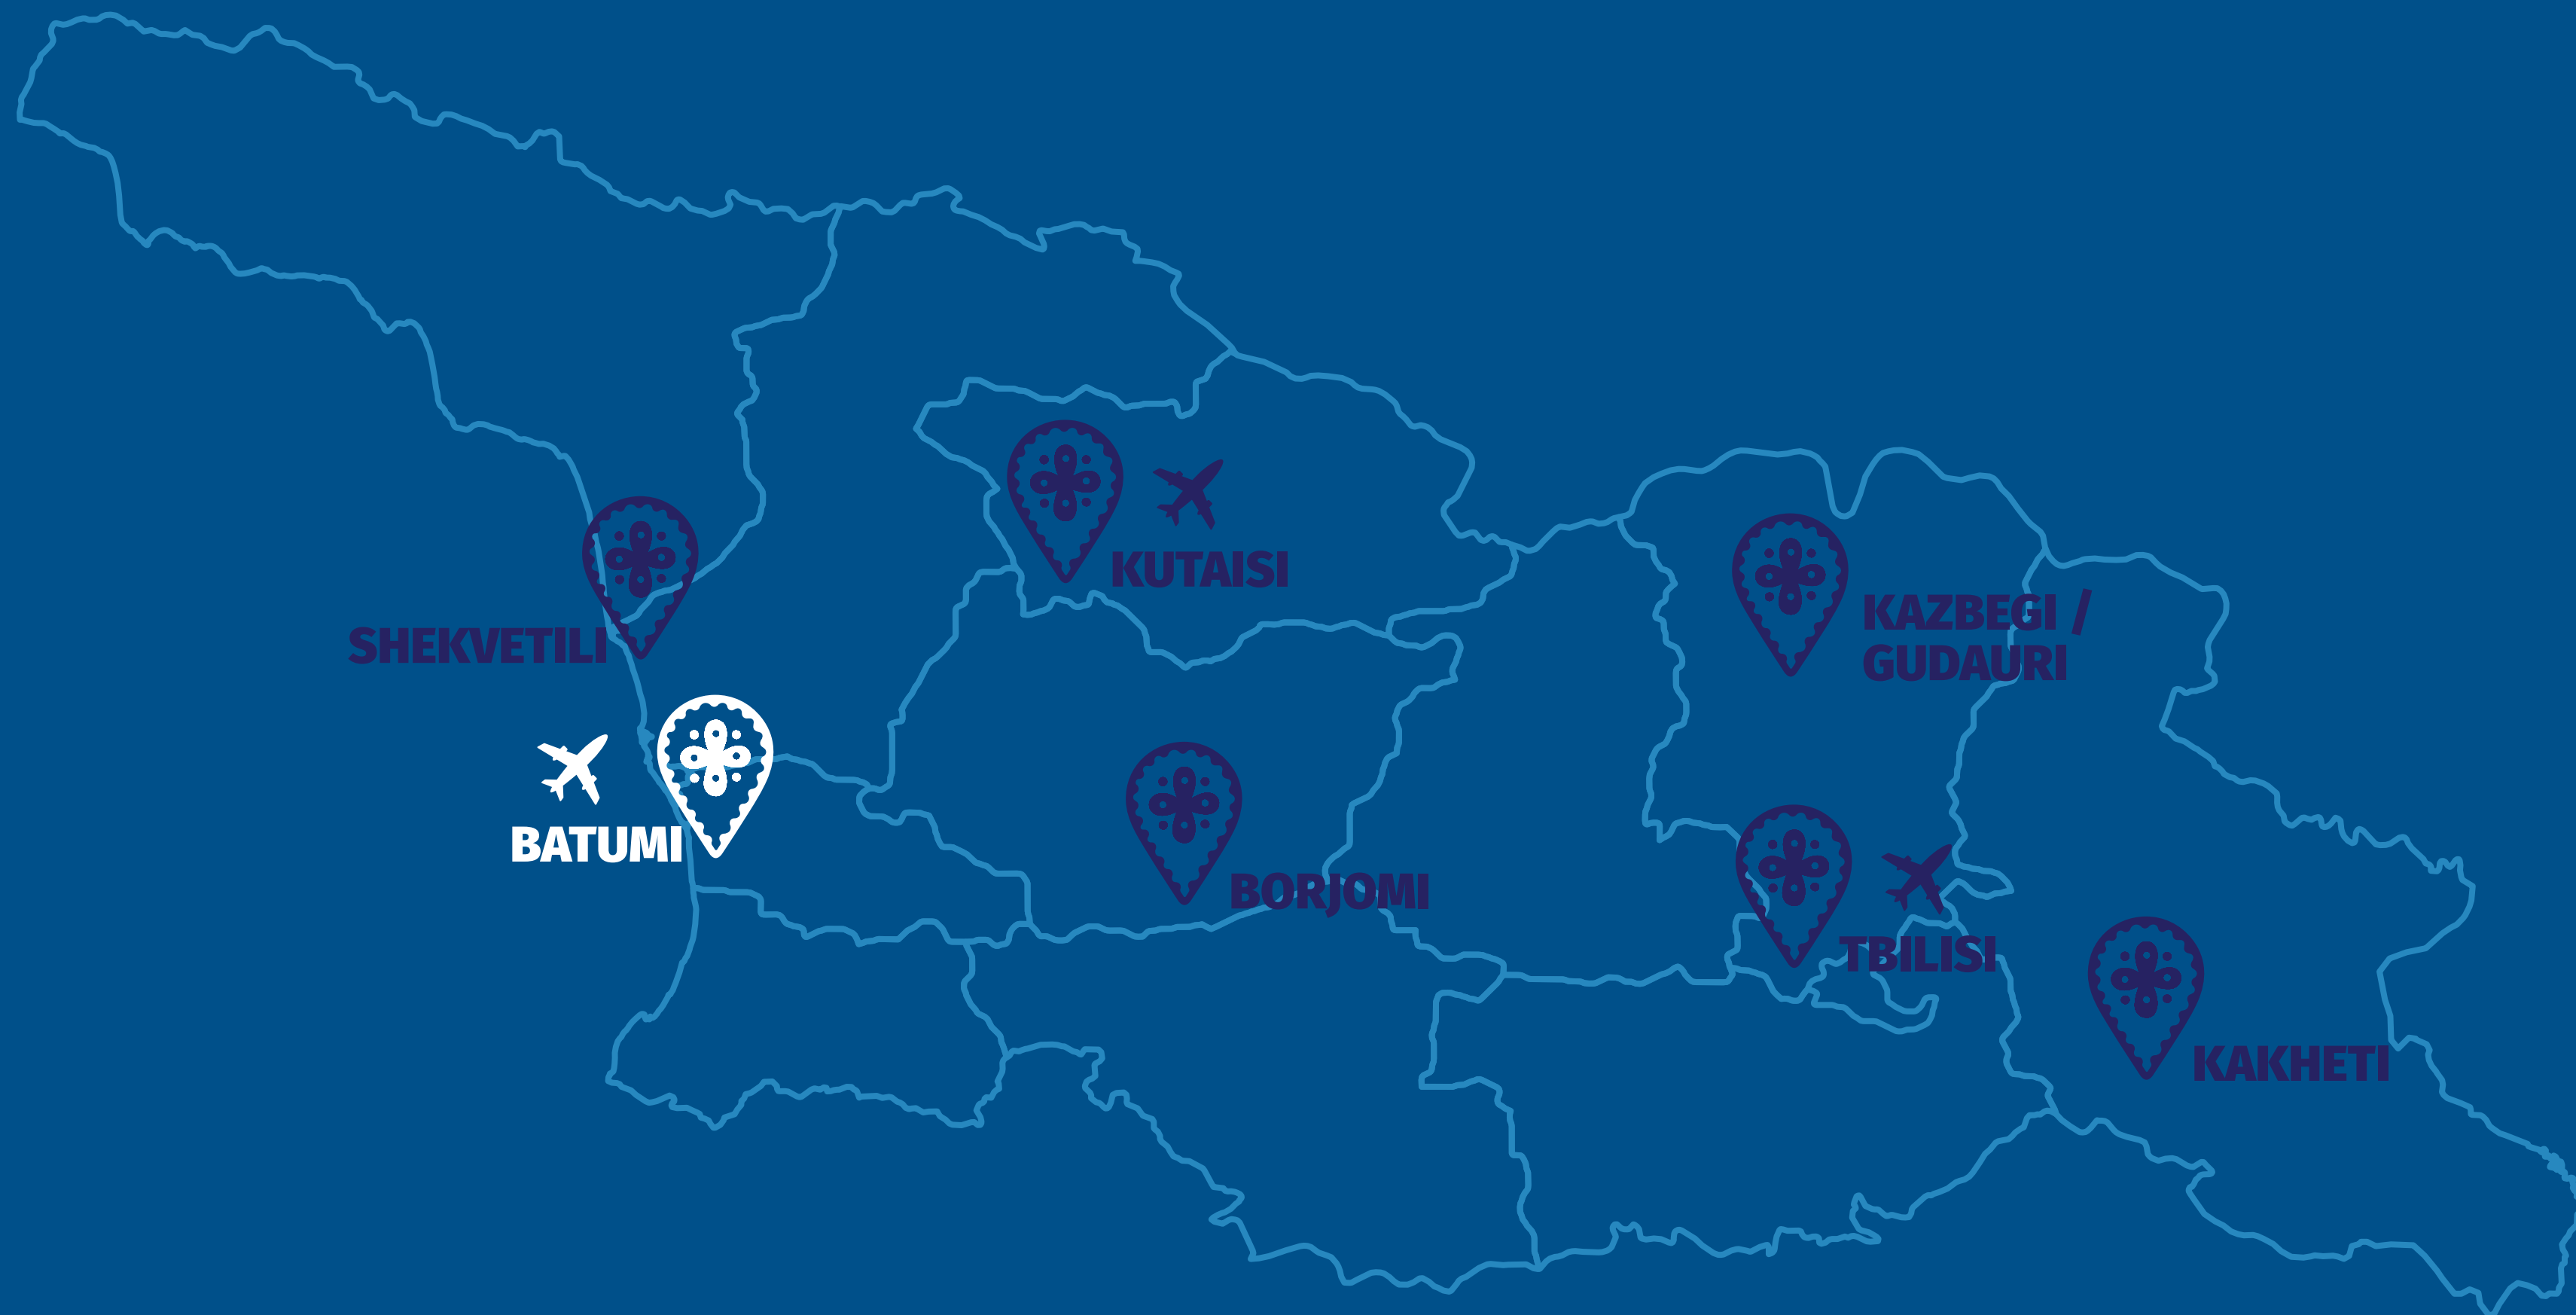 KUTAISI
KAZBEGI /
GUDAURI
SHEKVETILI
BATUMI
BORJOMI
TBILISI
KAKHETI